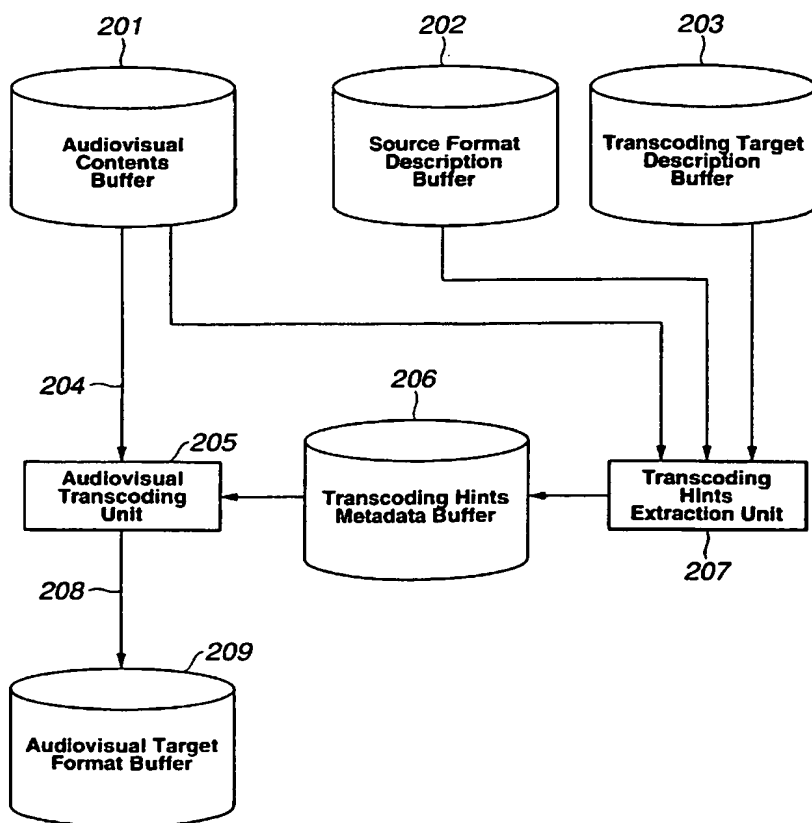 201
202
203
Audiovisual
Contents
Buffer
Source Format
Description
Buffer
Transcoding Target
Description
Buffer
204
206
205
Audiovisual
Transcoding
Unit
Transcoding Hints
Metadata Buffer
Transcoding
Hints
Extraction Unit
207
208
209
Audiovisual Target
Format Buffer